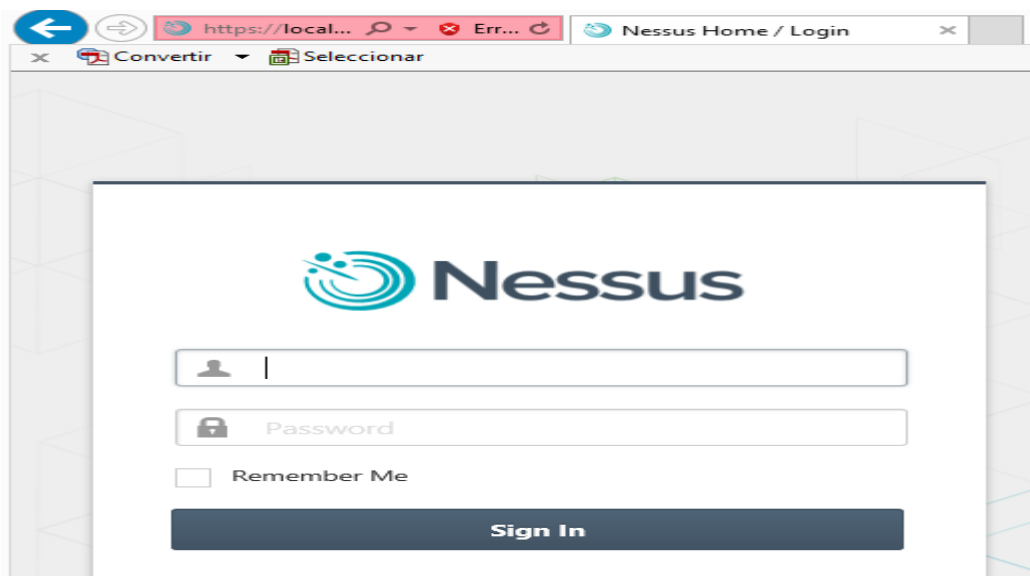 https://local... Err... Nessus Home / Login
Convertir Seleccionar
Nessus
Password
Remember Me
Sign In